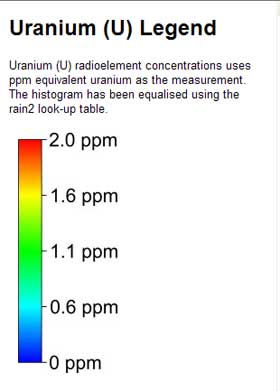 Uranium (U) Legend
Uranium (U) radioelement concentrations uses
ppm equivalent uranium as the measurement.
The histogram has been equalised using the
rain2 look-up table.
2.0 ppm
1.6 ppm
1.1 ppm
0.6 ppm
0 ppm